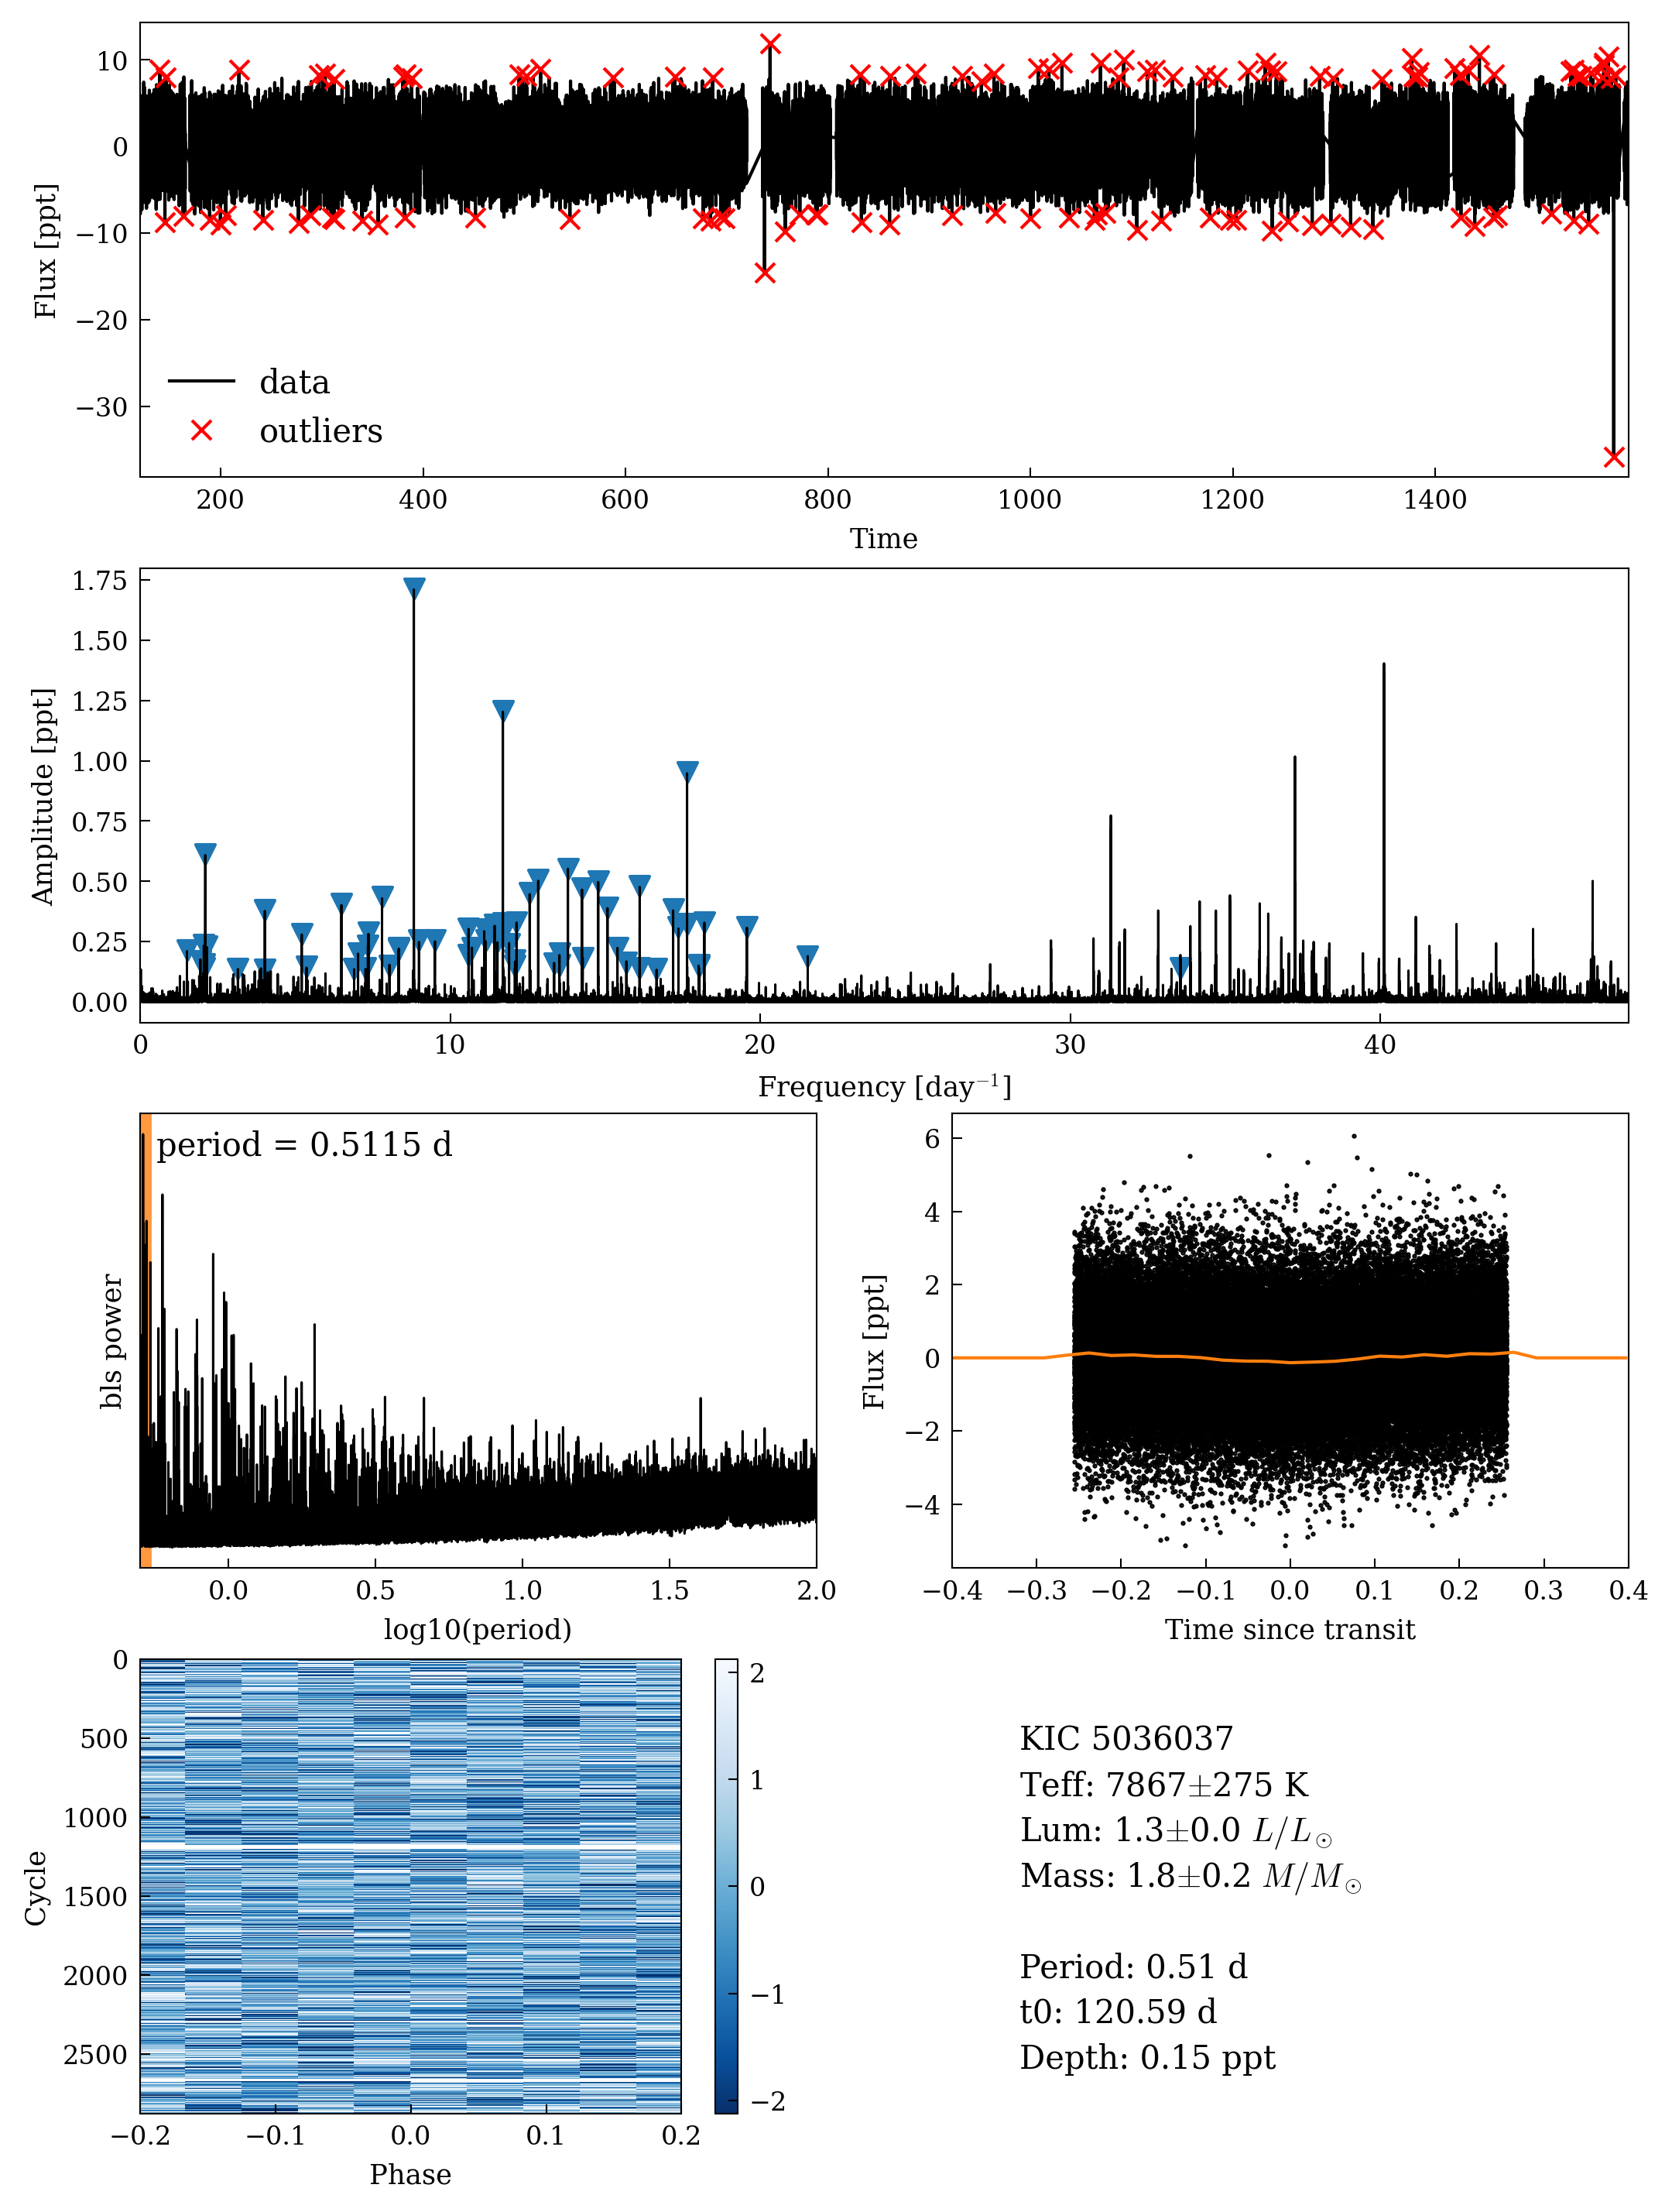 10
0
−10
−20
−30
Flux [ppt]
data
outliers
200 400 600 800 1000 1200 1400
Time
1.75
1.50
1.25
1.00
0.75
0.50
0.25
0.00
Amplitude [ppt]
0 10 20 30 40
Frequency [day⁻¹]
period = 0.5115 d
bls power
0.0 0.5 1.0 1.5 2.0
log10(period)
6
4
2
0
−2
−4
Flux [ppt]
−0.4 −0.3 −0.2 −0.1 0.0 0.1 0.2 0.3 0.4
Time since transit
0
500
1000
1500
2000
2500
Cycle
−0.2 −0.1 0.0 0.1 0.2
Phase
2
1
0
−1
−2
KIC 5036037
Teff: 7867±275 K
Lum: 1.3±0.0 L/L⊙
Mass: 1.8±0.2 M/M⊙
Period: 0.51 d
t0: 120.59 d
Depth: 0.15 ppt